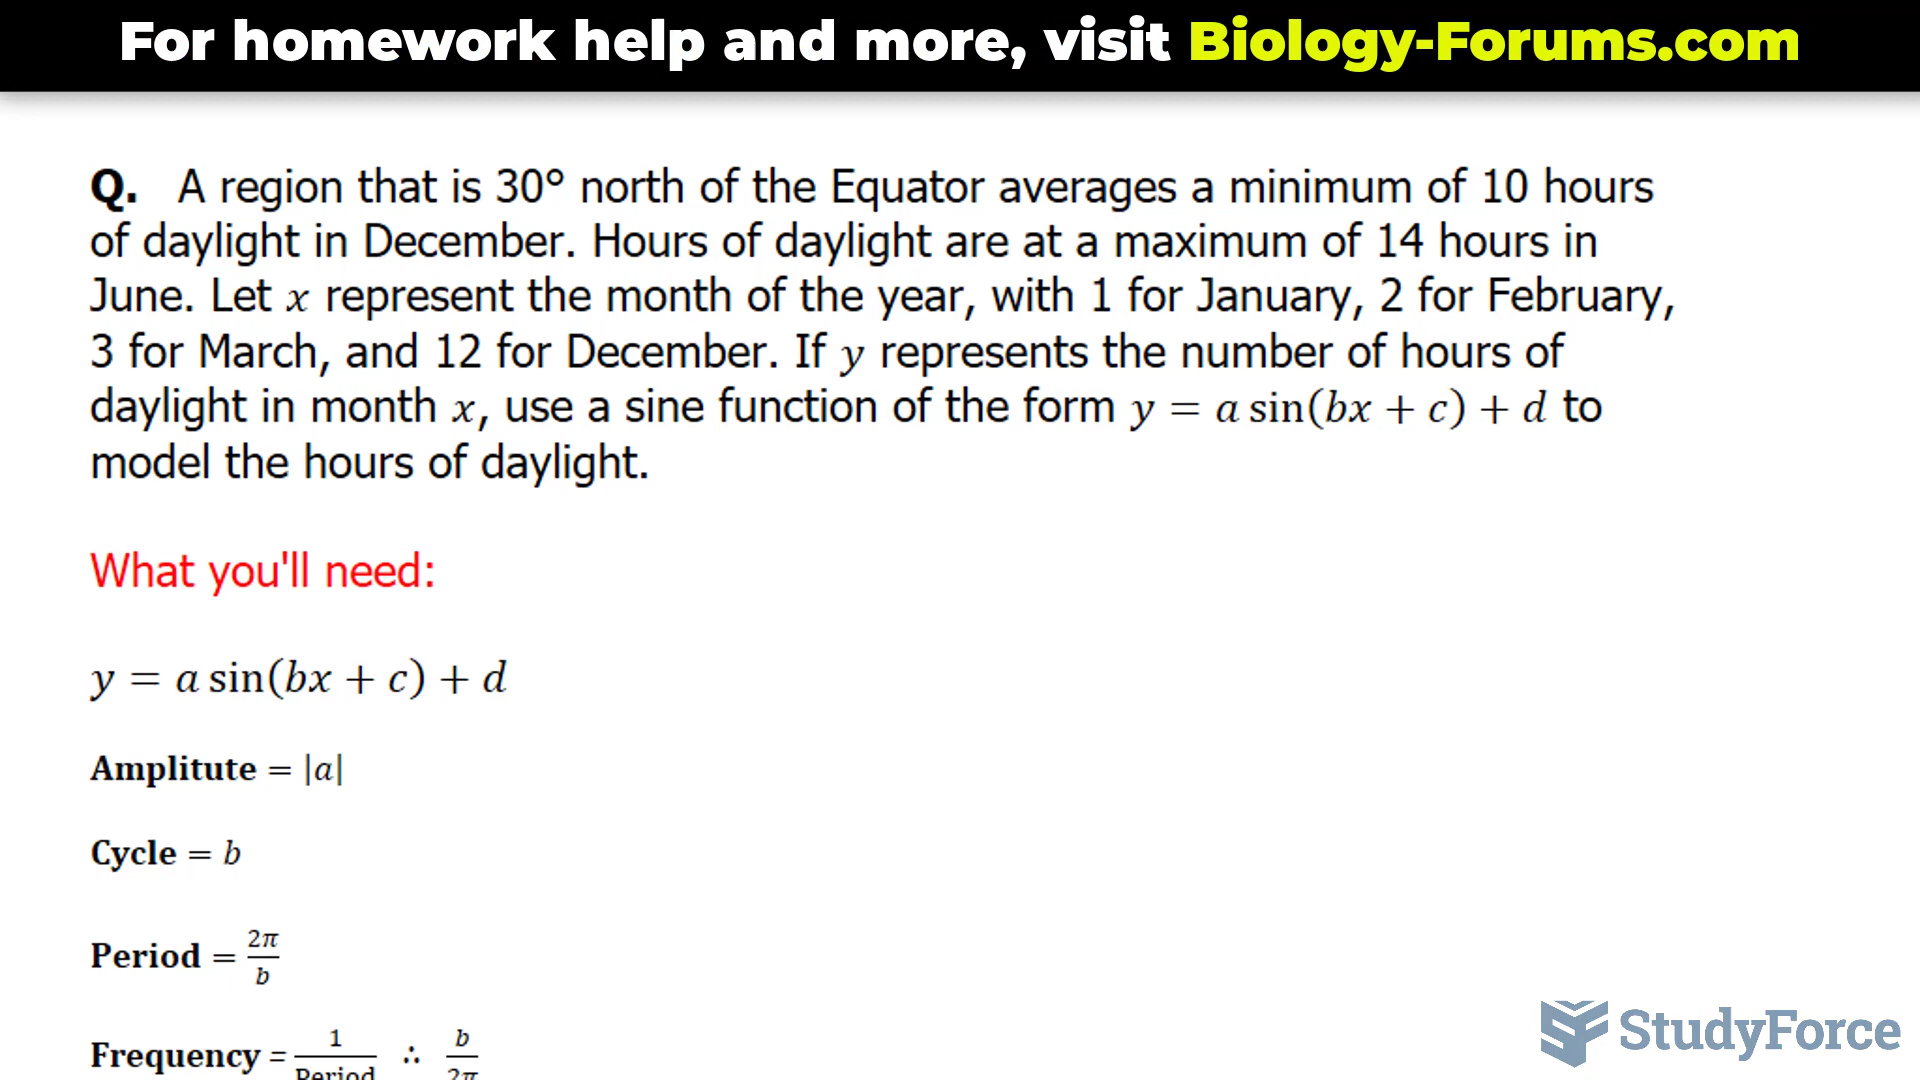 For homework help and more, visit Biology-Forums.com
Q. A region that is 30° north of the Equator averages a minimum of 10 hours
of daylight in December. Hours of daylight are at a maximum of 14 hours in
June. Let x represent the month of the year, with 1 for January, 2 for February,
3 for March, and 12 for December. If y represents the number of hours of
daylight in month x, use a sine function of the form y = a sin(bx + c) + d to
model the hours of daylight.
What you'll need:
y = a sin(bx + c) + d
Amplitute = |a|
Cycle = b
Period = 2π/b
Frequency = 1/Period ∴ b/2π
StudyForce